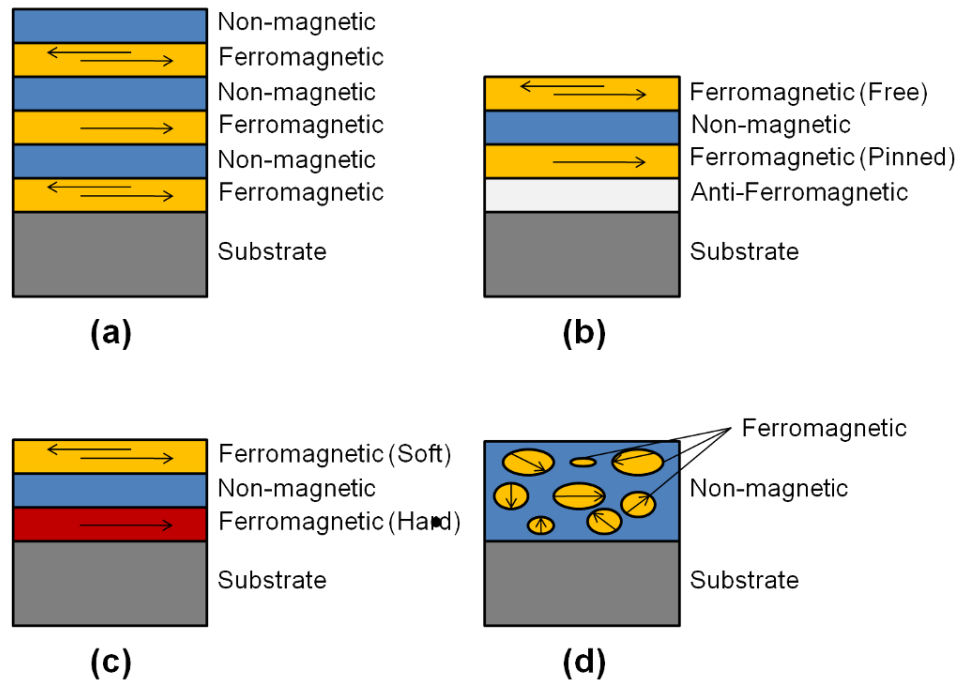 Non-magnetic
Ferromagnetic
Non-magnetic
Ferromagnetic
Non-magnetic
Ferromagnetic
Substrate
(a)
Ferromagnetic (Free)
Non-magnetic
Ferromagnetic (Pinned)
Anti-Ferromagnetic
Substrate
(b)
Ferromagnetic (Soft)
Non-magnetic
Ferromagnetic (Hard)
Substrate
(c)
Ferromagnetic
Non-magnetic
Substrate
(d)